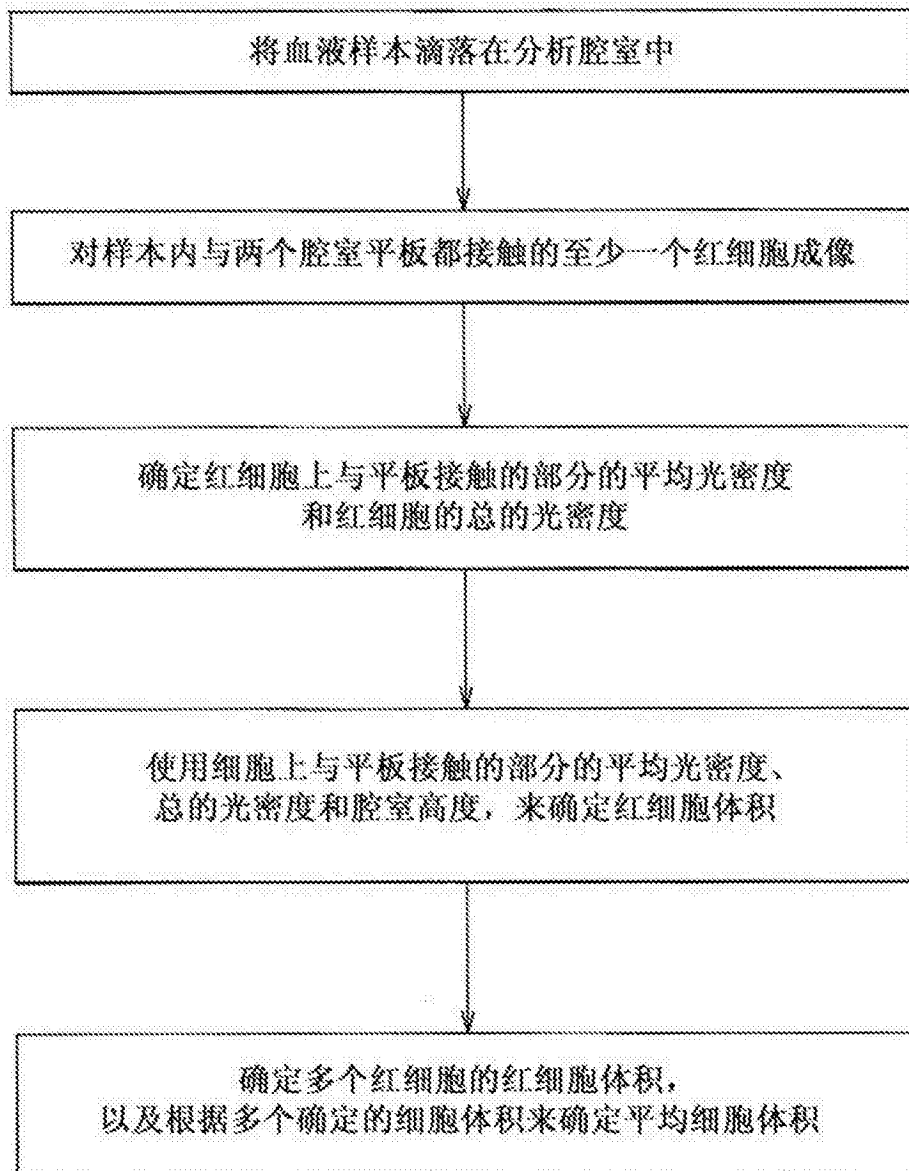 将血液样本滴落在分析腔室中
对样本内与两个腔室平板都接触的至少一个红细胞成像
确定红细胞上与平板接触的部分的平均光密度
和红细胞的总的光密度
使用细胞上与平板接触的部分的平均光密度、
总的光密度和腔室高度，来确定红细胞体积
确定多个红细胞的红细胞体积，
以及根据多个确定的细胞体积来确定平均细胞体积